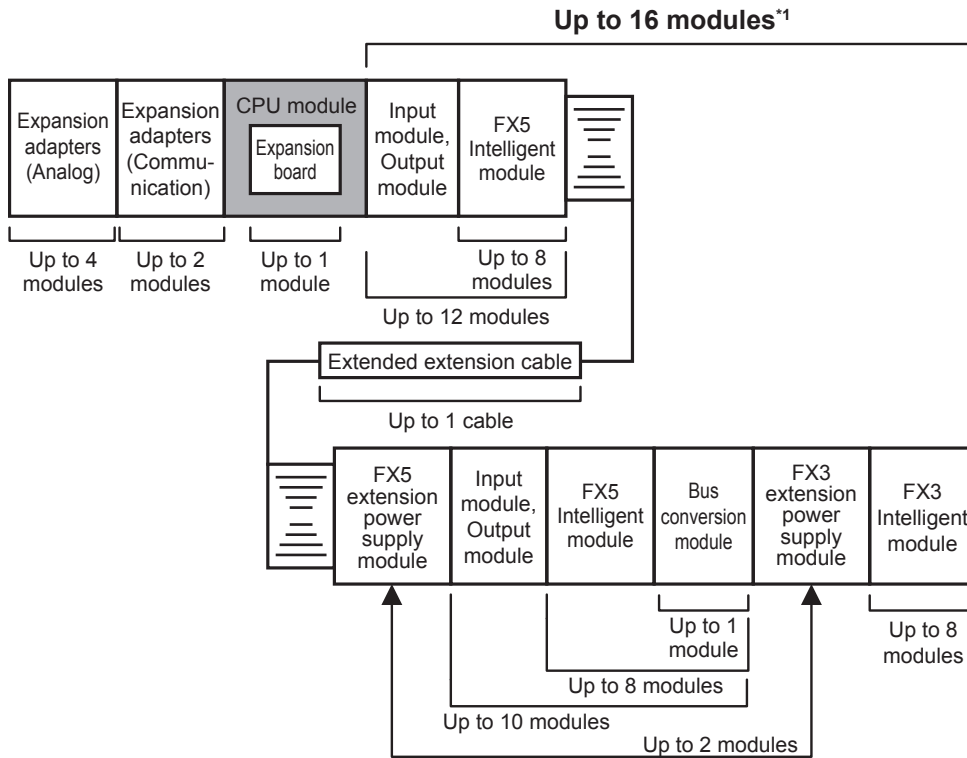 Up to 16 modules*1
Expansion
adapters
(Analog)
Expansion
adapters
(Commu-
nication)
CPU module
Expansion
board
Input
module,
Output
module
FX5
Intelligent
module
Up to 4
modules
Up to 2
modules
Up to 1
module
Up to 8
modules
Up to 12 modules
Extended extension cable
Up to 1 cable
FX5
extension
power
supply
module
Input
module,
Output
module
FX5
Intelligent
module
Bus
conversion
module
FX3
extension
power
supply
module
FX3
Intelligent
module
Up to 1
module
Up to 8
modules
Up to 8 modules
Up to 10 modules
Up to 2 modules